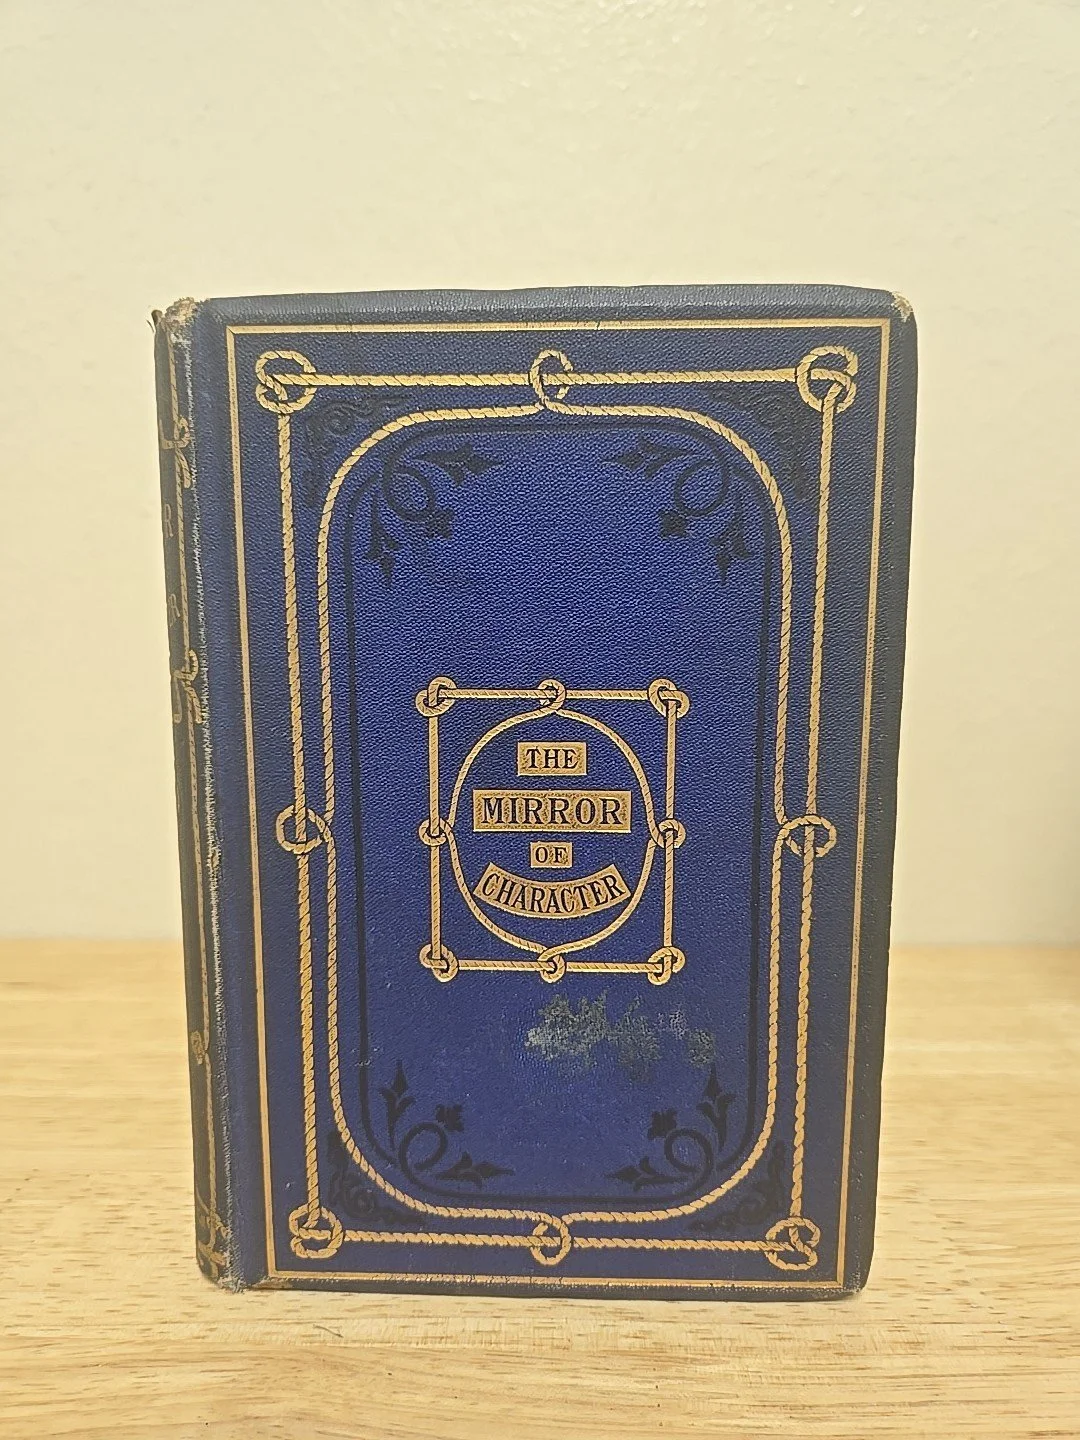 THE
MIRROR
OF
CHARACTER